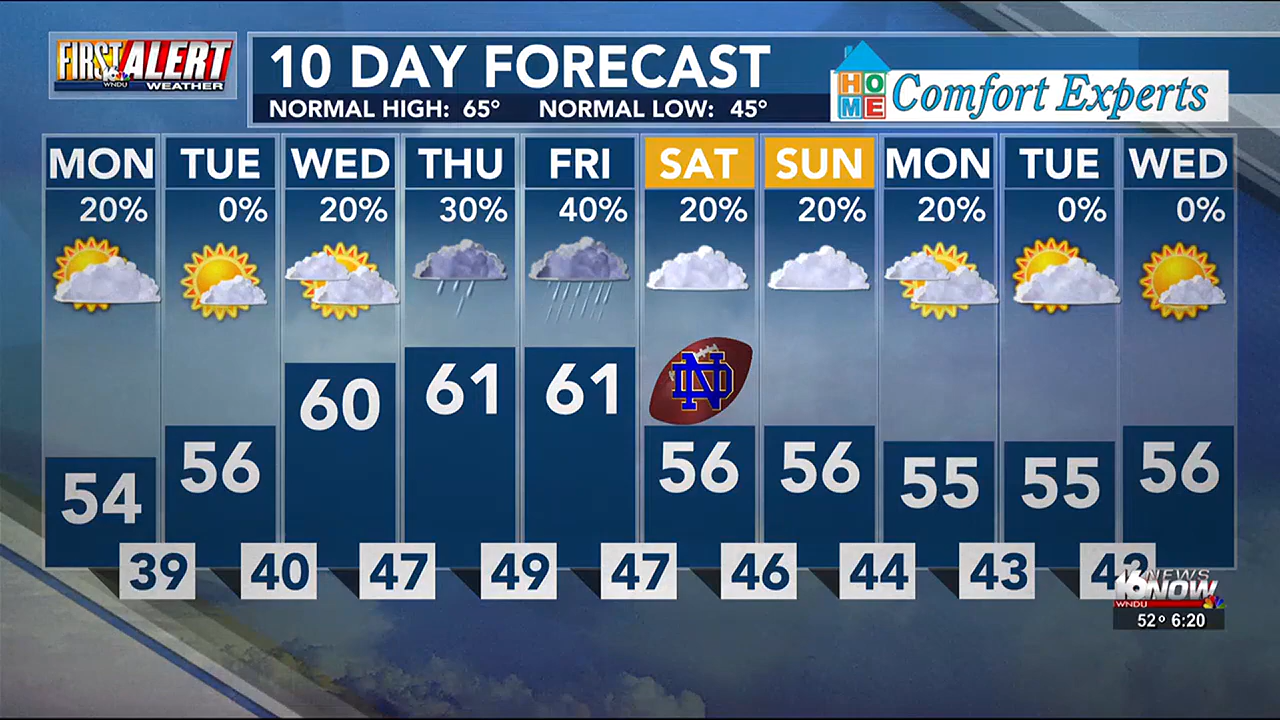 FIRST ALERT
16
WNDU
WEATHER
10 DAY FORECAST
NORMAL HIGH: 65° NORMAL LOW: 45°
HOME Comfort Experts
MON TUE WED THU FRI SAT SUN MON TUE WED
20% 0% 20% 30% 40% 20% 20% 20% 0% 0%
ND
54 56 60 61 61 56 56 55 55 56
39 40 47 49 47 46 44 43
16 NEWS NOW
WNDU
52° 6:20